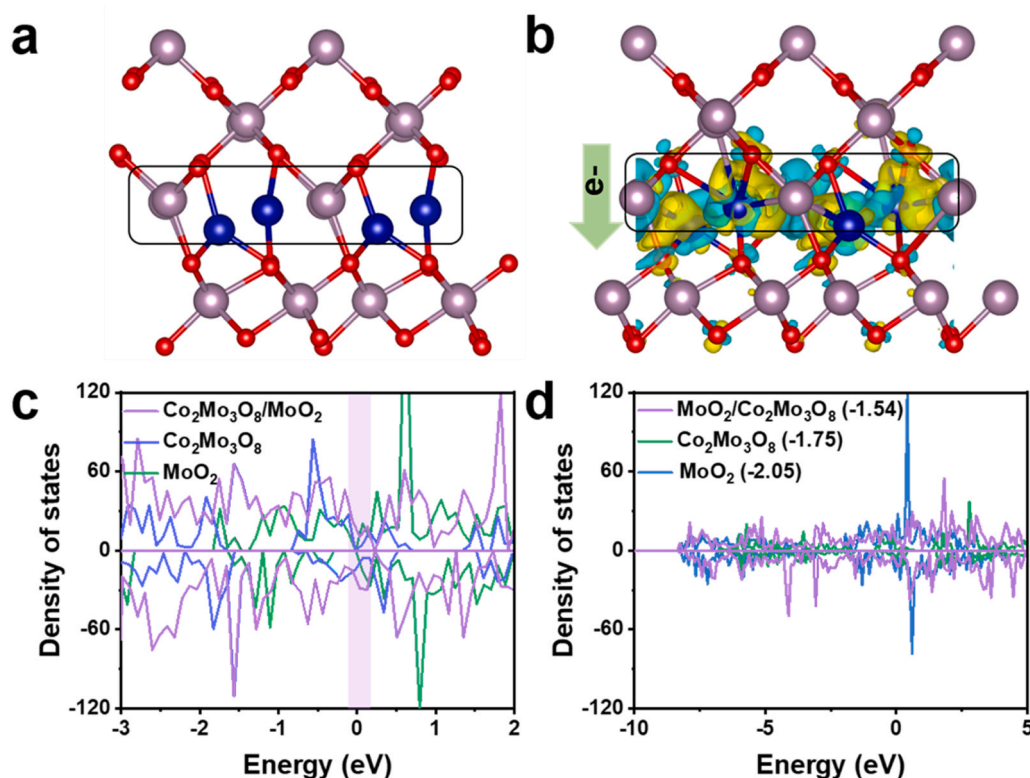 a
b
e-
c
120
60
0
-60
-120
Density of states
Co₂Mo₃O₈/MoO₂
Co₂Mo₃O₈
MoO₂
-3
-2
-1
0
1
2
Energy (eV)
d
120
60
0
-60
-120
Density of states
MoO₂/Co₂Mo₃O₈ (-1.54)
Co₂Mo₃O₈ (-1.75)
MoO₂ (-2.05)
-10
-5
0
5
Energy (eV)